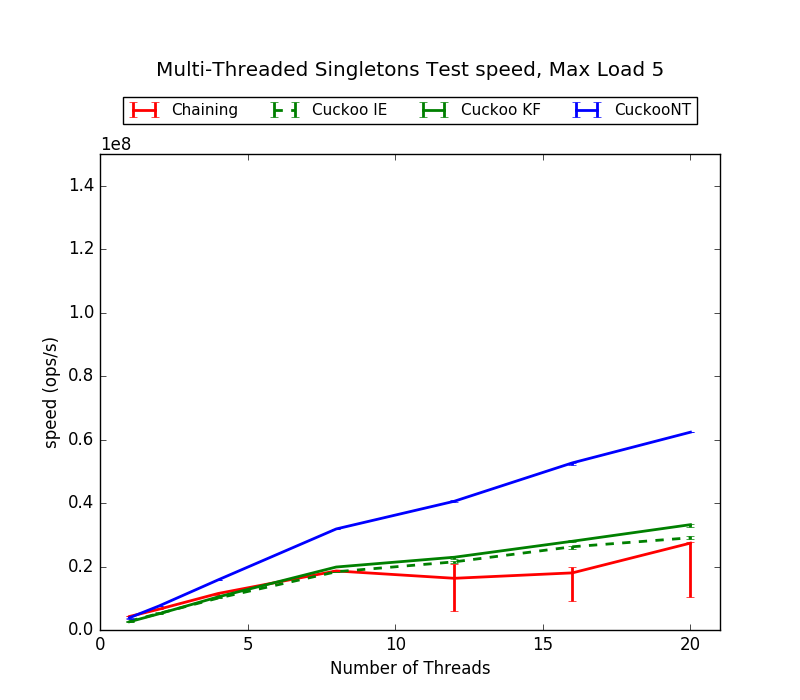 Multi-Threaded Singletons Test speed, Max Load 5
Chaining Cuckoo IE Cuckoo KF CuckooNT
1e8
1.4
1.2
1.0
0.8
0.6
0.4
0.2
0.0
speed (ops/s)
0 5 10 15 20
Number of Threads